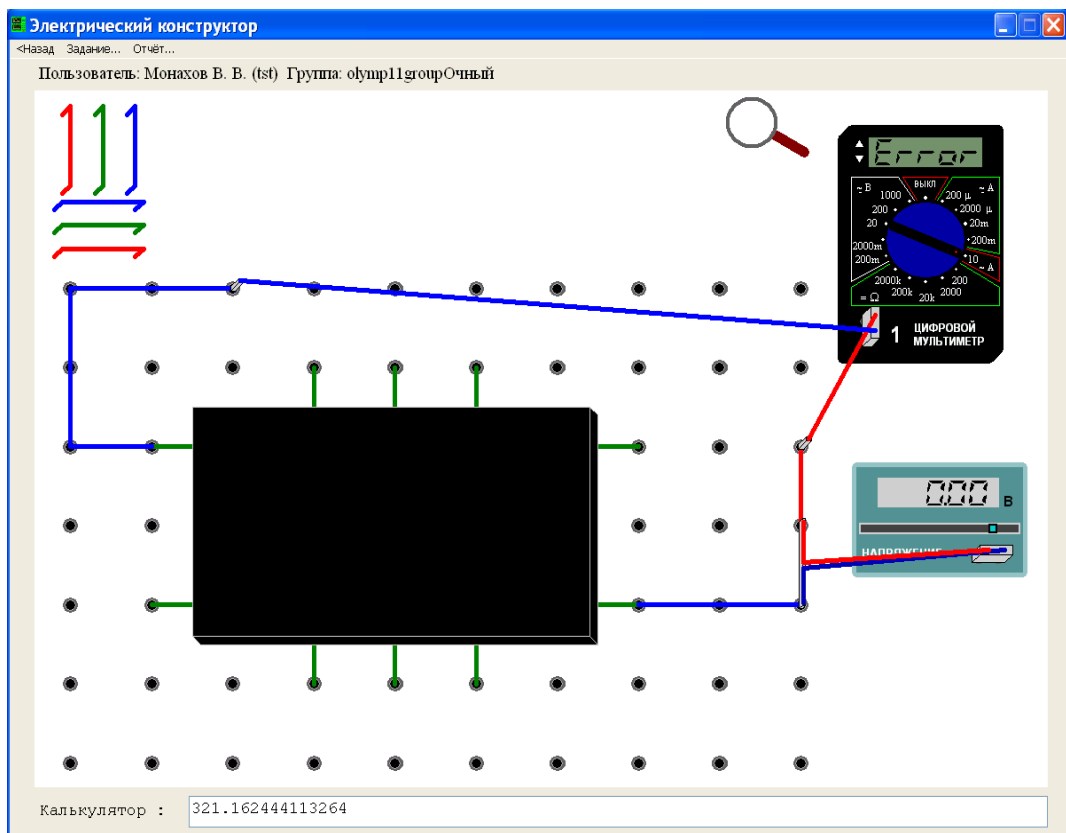 Электрический конструктор
<Назад Задание... Отчёт...
Пользователь: Монахов В. В. (tst) Группа: olymp11groupОчный
Error
~ В ВЫКЛ ~ А
1000 200 μ
200 2000 μ
20 20m
2000m 200m
200m 10 ~ А
2000k 200
= Ω 200k 20k 2000
1 ЦИФРОВОЙ
МУЛЬТИМЕТР
0.00 В
НАПРЯЖЕНИЕ
Калькулятор : 321.162444113264